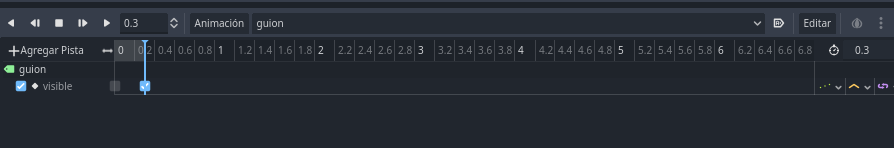 0.3 Animación guion Editar
Agregar Pista 0 0.2 0.4 0.6 0.8 1 1.2 1.4 1.6 1.8 2 2.2 2.4 2.6 2.8 3 3.2 3.4 3.6 3.8 4 4.2 4.4 4.6 4.8 5 5.2 5.4 5.6 5.8 6 6.2 6.4 6.6 6.8 0.3
guion
visible